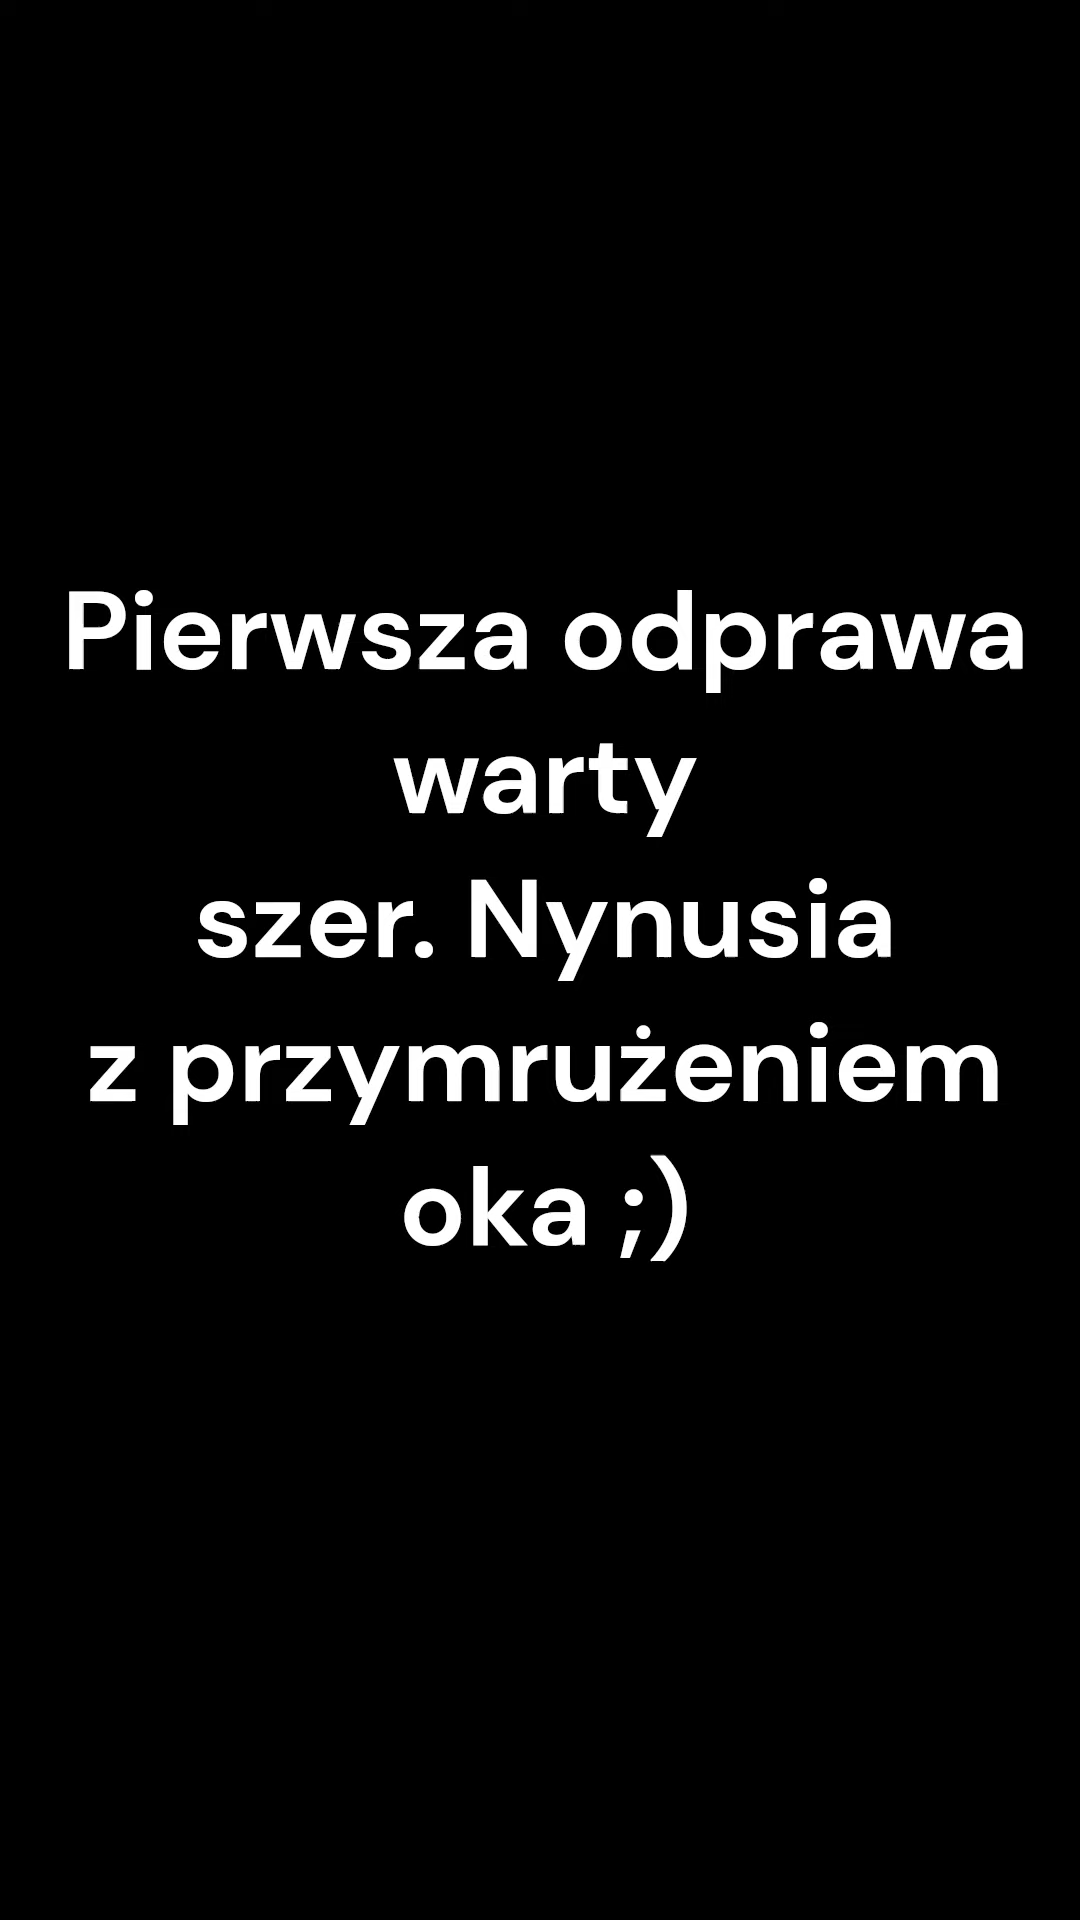 Pierwsza odprawa
warty
szer. Nynusia
z przymrużeniem
oka ;)